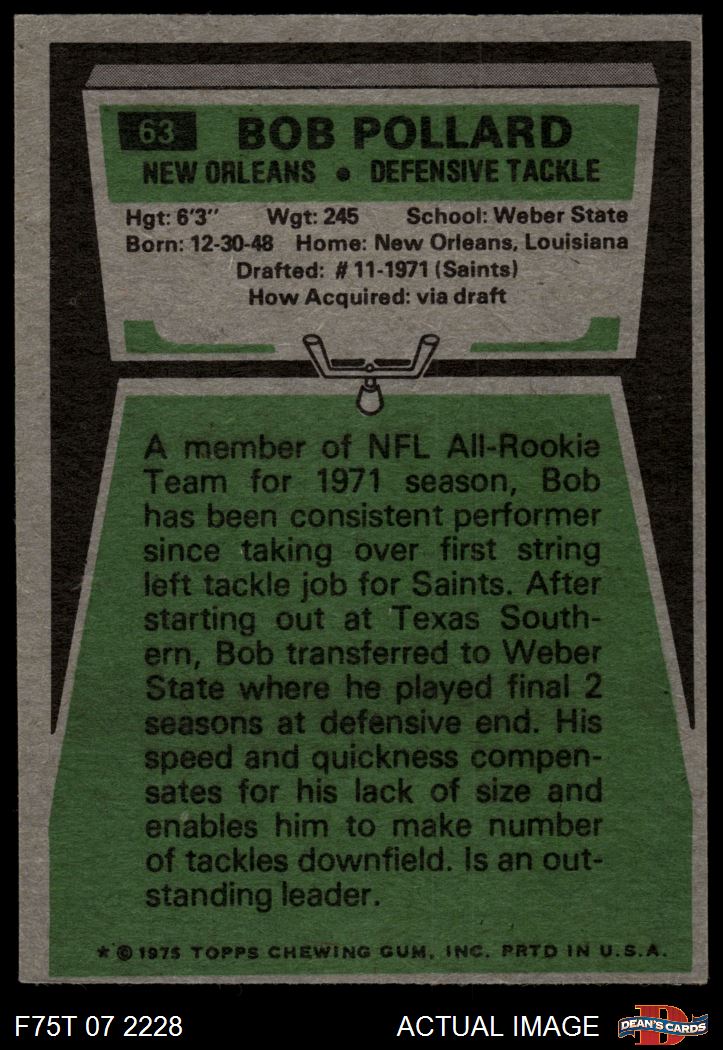 63 BOB POLLARD
NEW ORLEANS • DEFENSIVE TACKLE
Hgt: 6'3" Wgt: 245 School: Weber State
Born: 12-30-48 Home: New Orleans, Louisiana
Drafted: #11-1971 (Saints)
How Acquired: via draft
A member of NFL All-Rookie
Team for 1971 season, Bob
has been consistent performer
since taking over first string
left tackle job for Saints. After
starting out at Texas South-
ern, Bob transferred to Weber
State where he played final 2
seasons at defensive end. His
speed and quickness compen-
sates for his lack of size and
enables him to make number
of tackles downfield. Is an out-
standing leader.
* © 1975 TOPPS CHEWING GUM, INC. PRTD IN U.S.A.
F75T 07 2228 ACTUAL IMAGE D DEAN'S CARDS